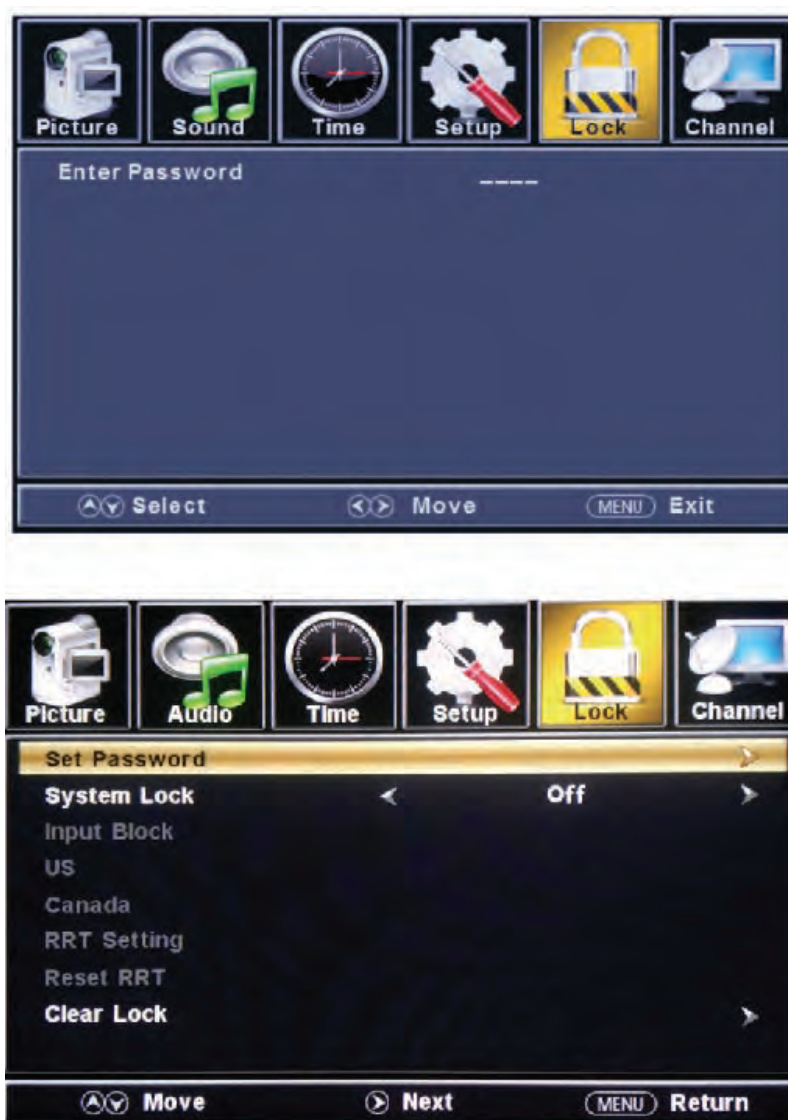 Picture Sound Time Setup Lock Channel
Enter Password _ _ _ _
Select Move MENU Exit
Picture Audio Time Setup Lock Channel
Set Password
System Lock Off
Input Block
US
Canada
RRT Setting
Reset RRT
Clear Lock
Move Next MENU Return